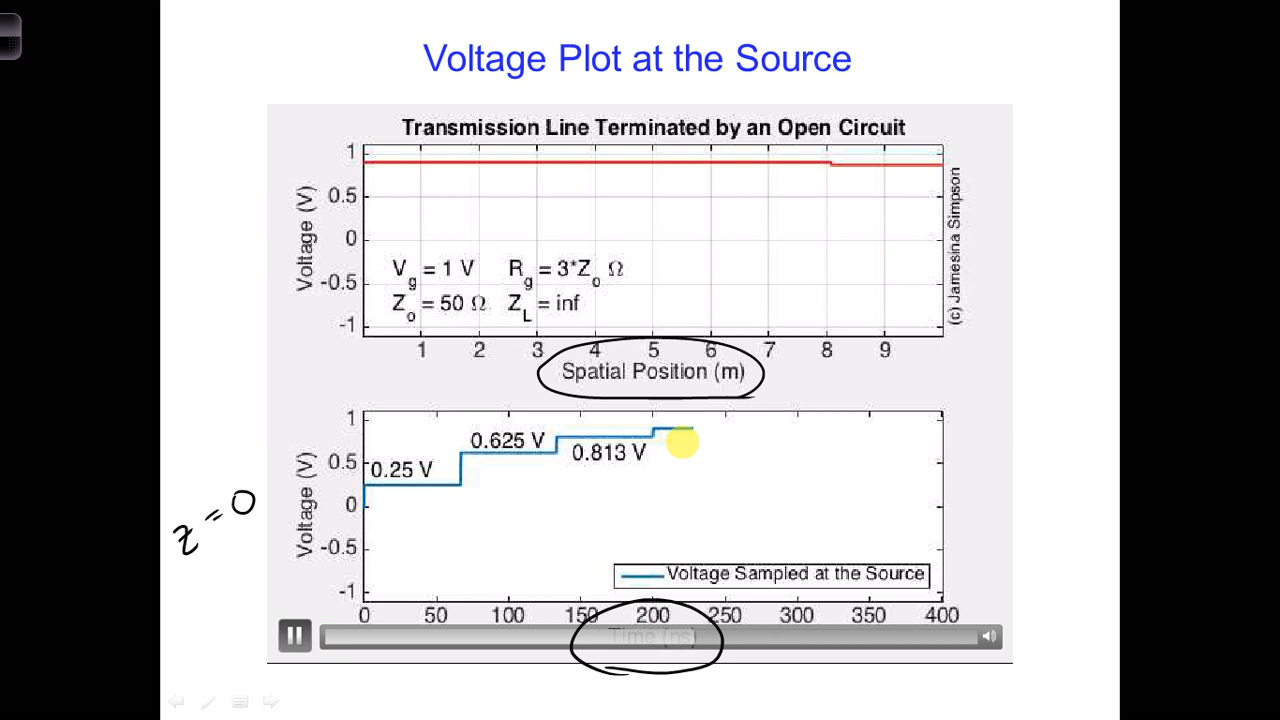 Voltage Plot at the Source
Transmission Line Terminated by an Open Circuit
1
0.5
0
-0.5
-1
Voltage (V)
V_g = 1 V R_g = 3*Z_o Ω
Z_o = 50 Ω Z_L = inf
1 2 3 4 5 6 7 8 9
Spatial Position (m)
(c) Jamesina Simpson
1
0.5
0
-0.5
-1
Voltage (V)
0.25 V
0.625 V
0.813 V
z = 0
Voltage Sampled at the Source
0 50 100 150 200 250 300 350 400
Time (ns)